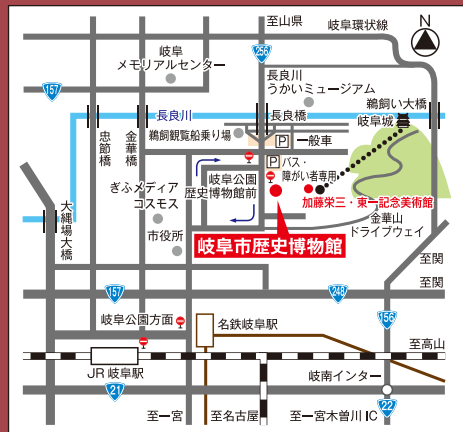 至山県
岐阜環状線
N
256
岐阜
メモリアルセンター
157
長良川
うかいミュージアム
鵜飼い大橋
長良川
長良橋
岐阜城
忠節橋
金華橋
鵜飼観覧船乗り場
P
一般車
P
バス・
障がい者専用
岐阜公園
歴史博物館前
ぎふメディア
コスモス
加藤栄三・東一記念美術館
金華山
ドライブウェイ
大縄場大橋
市役所
岐阜市歴史博物館
至関
至関
157
248
156
岐阜公園方面
名鉄岐阜駅
至高山
JR岐阜駅
岐南インター
21
22
至一宮
至名古屋
至一宮木曽川IC